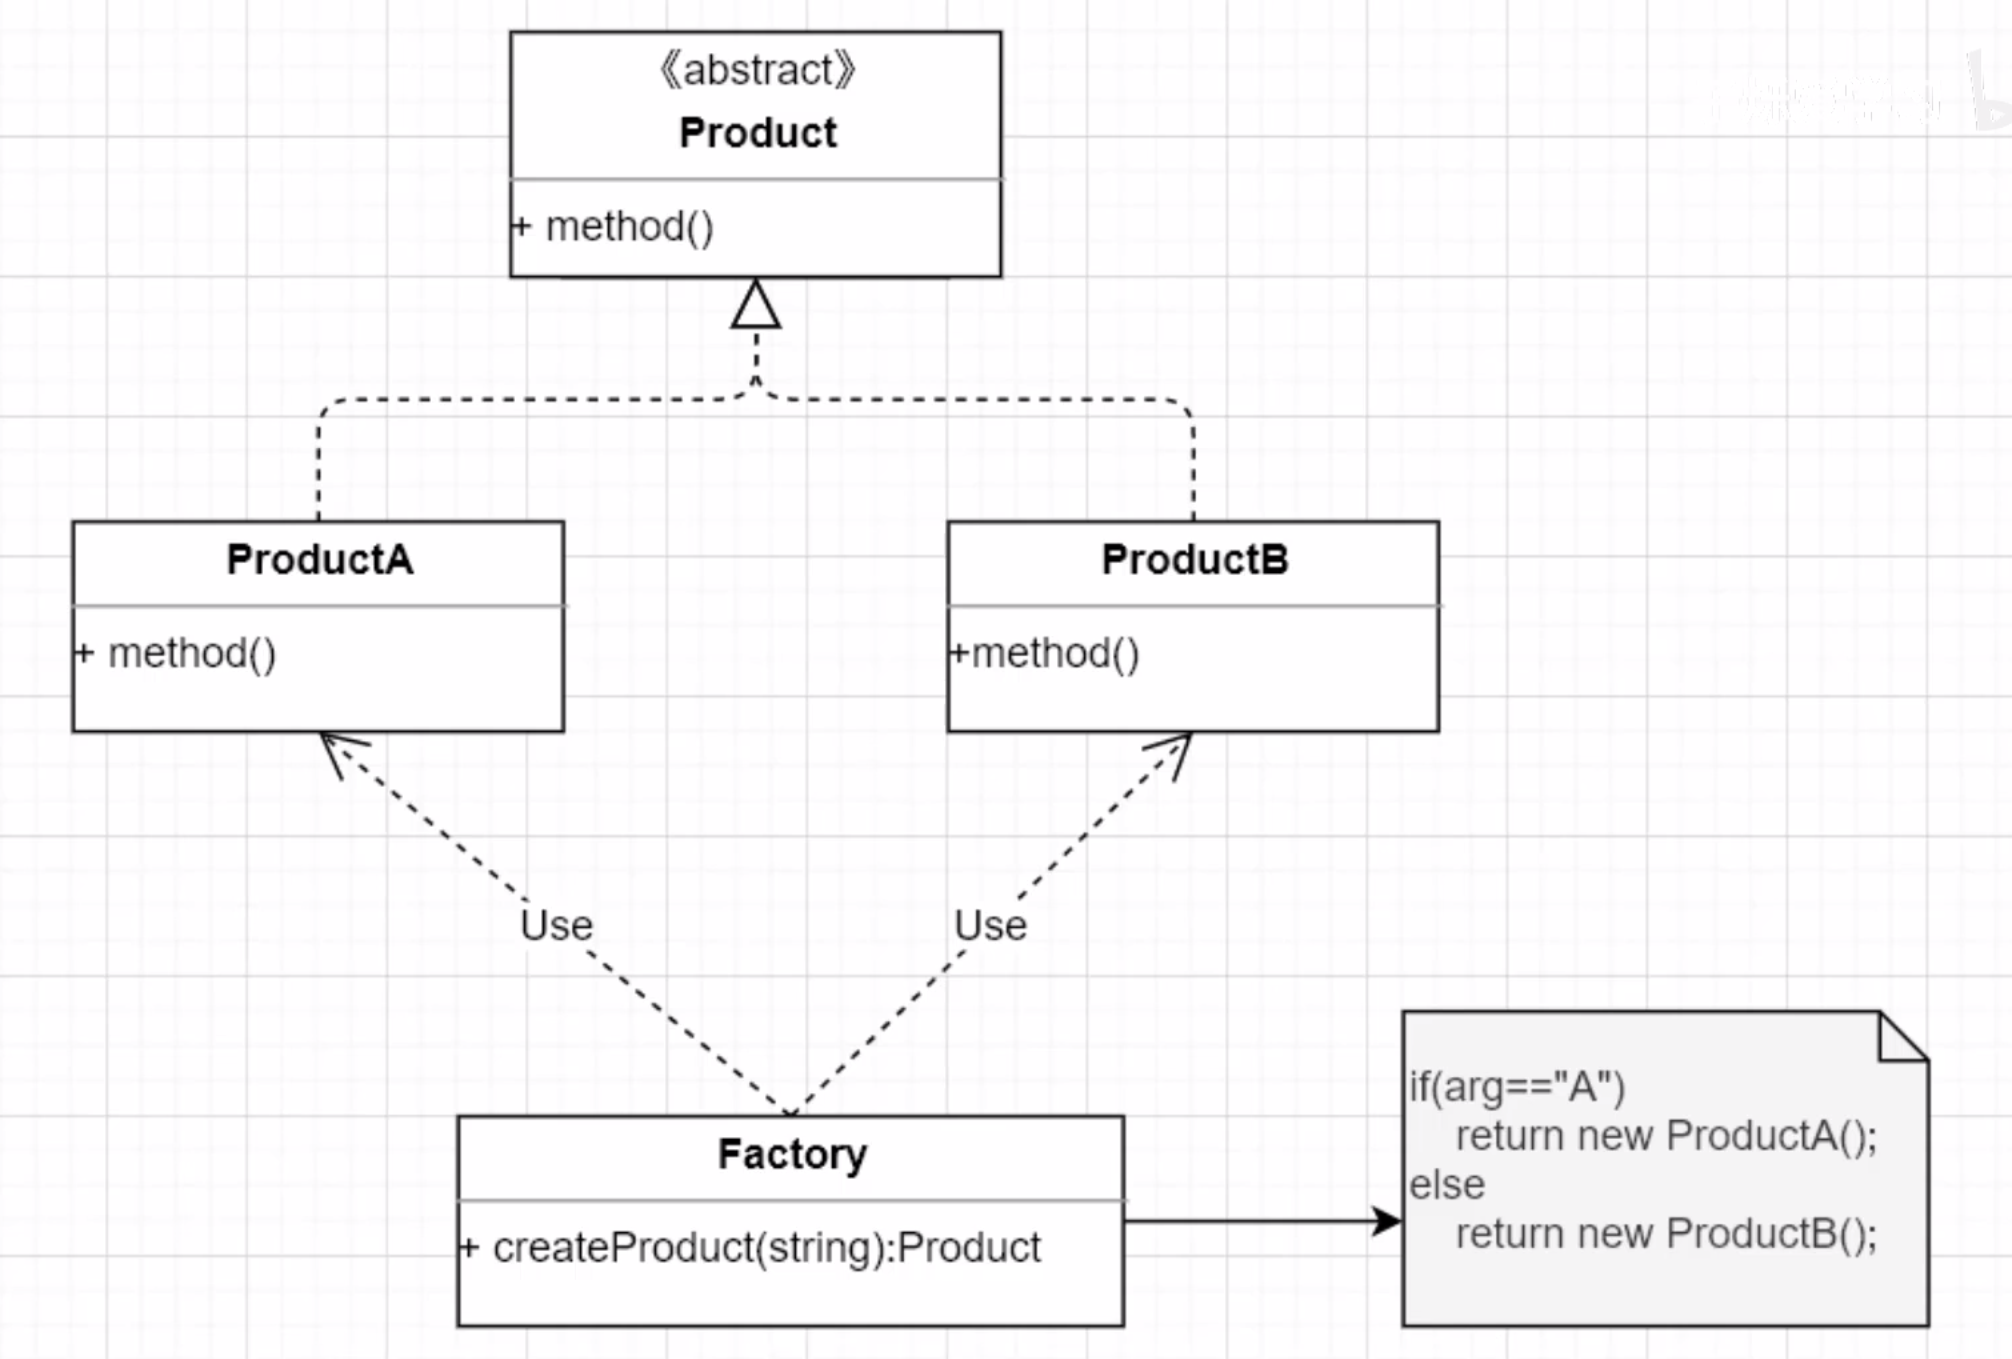 《abstract》
Product
+ method()
ProductA
+ method()
ProductB
+method()
Use
Use
Factory
+ createProduct(string):Product
if(arg=="A")
return new ProductA();
else
return new ProductB();